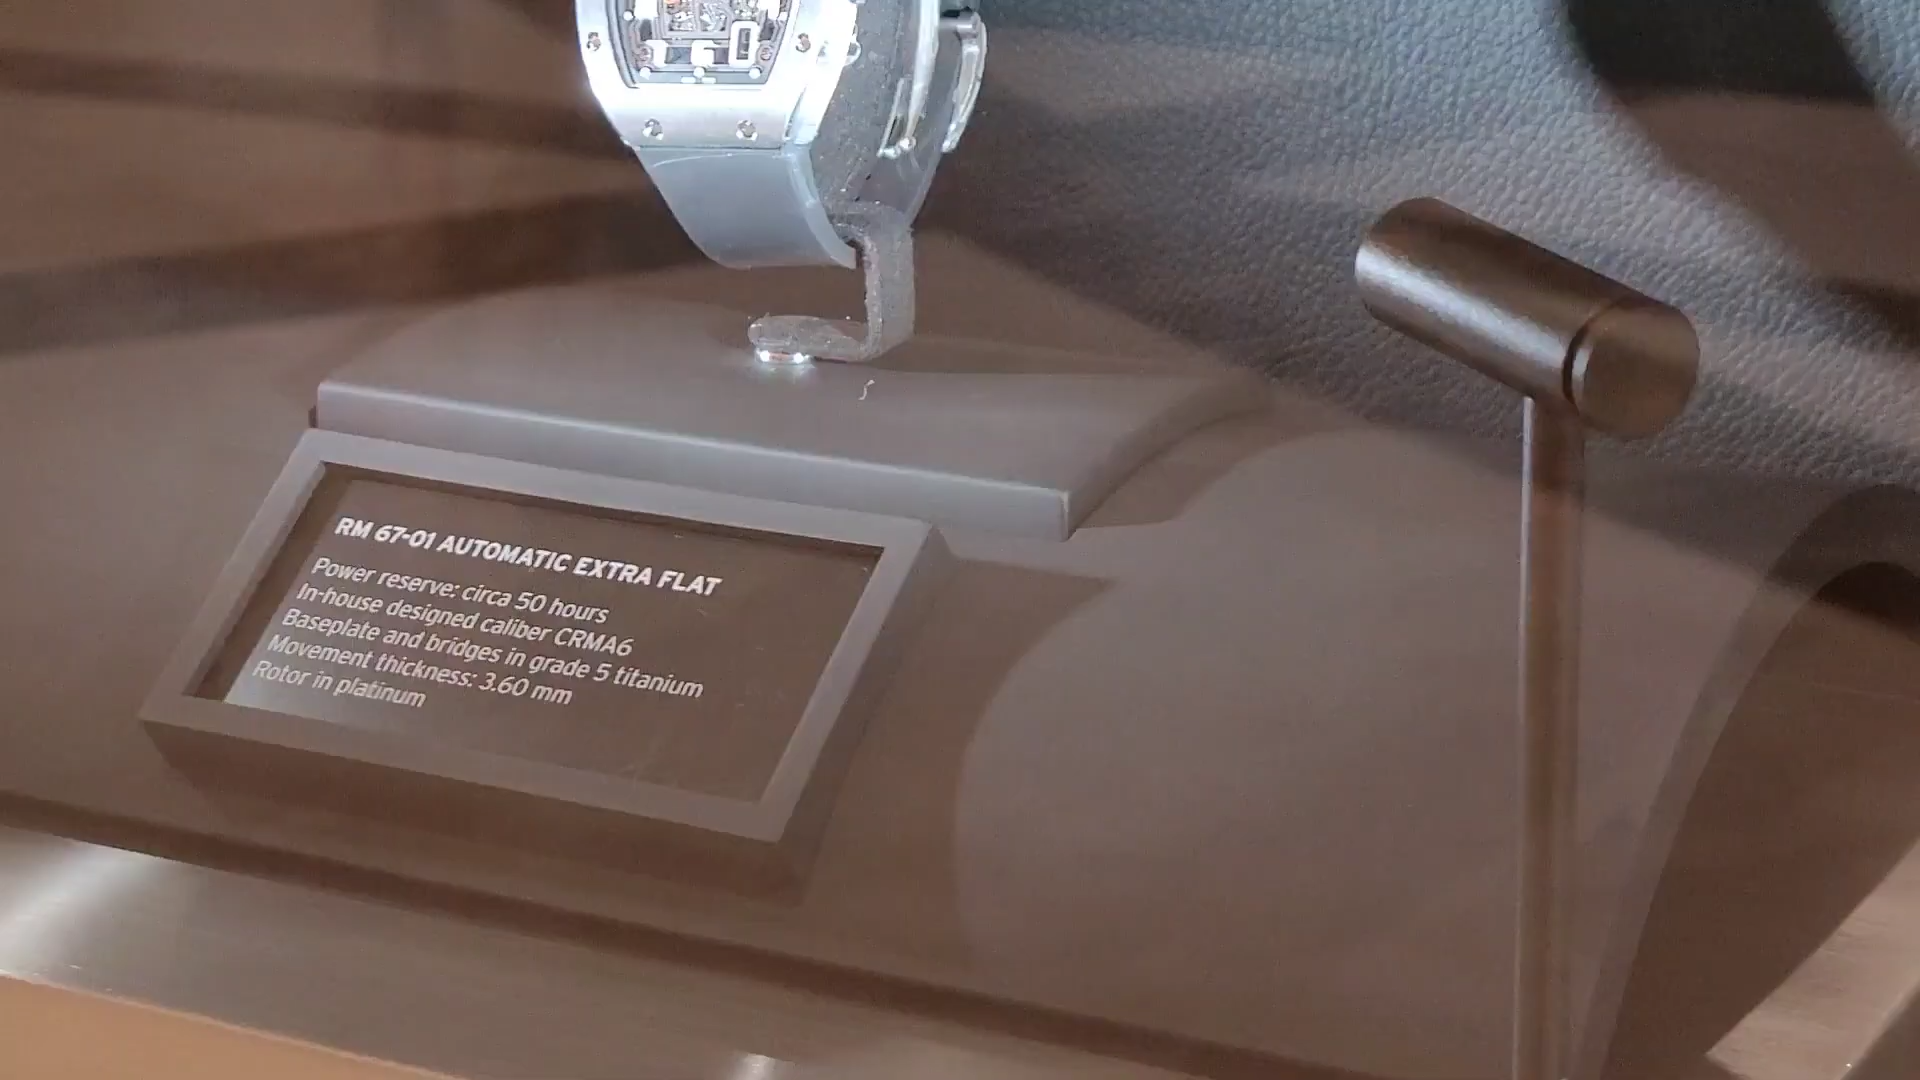 RM 67-01 AUTOMATIC EXTRA FLAT
Power reserve: circa 50 hours
In-house designed caliber CRMA6
Baseplate and bridges in grade 5 titanium
Movement thickness: 3.60 mm
Rotor in platinum